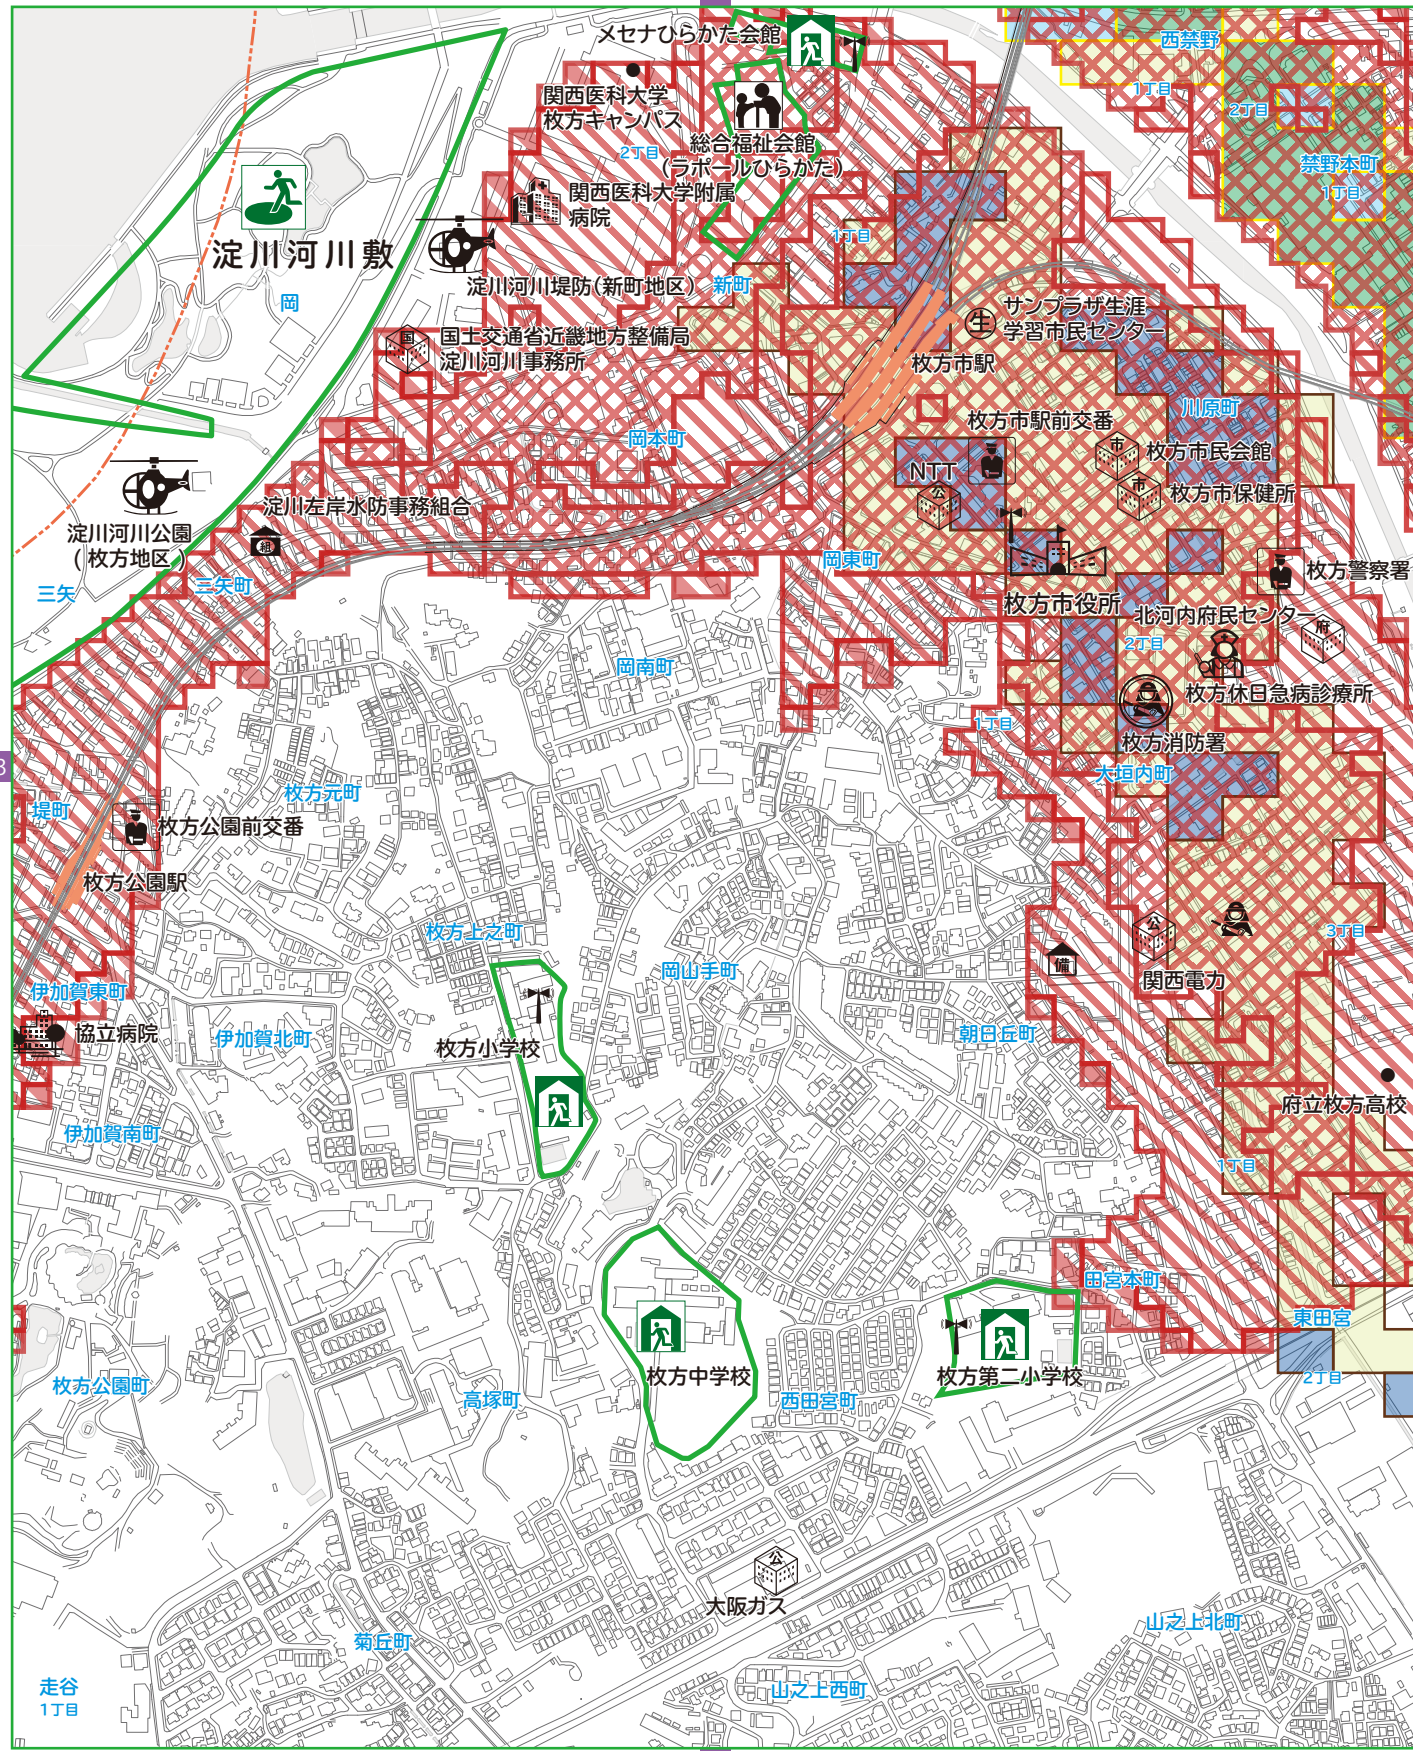 メセナひらかた会館
西禁野
1丁目
2丁目
関西医科大学
枚方キャンパス
2丁目
総合福祉会館
(ラポールひらかた)
禁野本町
1丁目
関西医科大学附属
病院
淀川河川敷
1丁目
岡
淀川河川堤防(新町地区)
新町
生
サンプラザ生涯
学習市民センター
国
国土交通省近畿地方整備局
淀川河川事務所
枚方市駅
川原町
枚方市駅前交番
岡本町
市
枚方市民会館
NTT
公
市
枚方市保健所
淀川左岸水防事務組合
組
淀川河川公園
(枚方地区)
岡東町
枚方警察署
三矢
三矢町
枚方市役所
北河内府民センター
府
2丁目
岡南町
枚方休日急病診療所
1丁目
枚方消防署
3
大垣内町
枚方元町
堤町
枚方公園前交番
枚方公園駅
枚方上之町
公
3丁目
備
岡山手町
関西電力
伊加賀東町
協立病院
伊加賀北町
朝日丘町
枚方小学校
府立枚方高校
伊加賀南町
1丁目
田宮本町
東田宮
枚方中学校
枚方第二小学校
2丁目
枚方公園町
高塚町
西田宮町
公
大阪ガス
山之上北町
菊丘町
走谷
1丁目
山之上西町